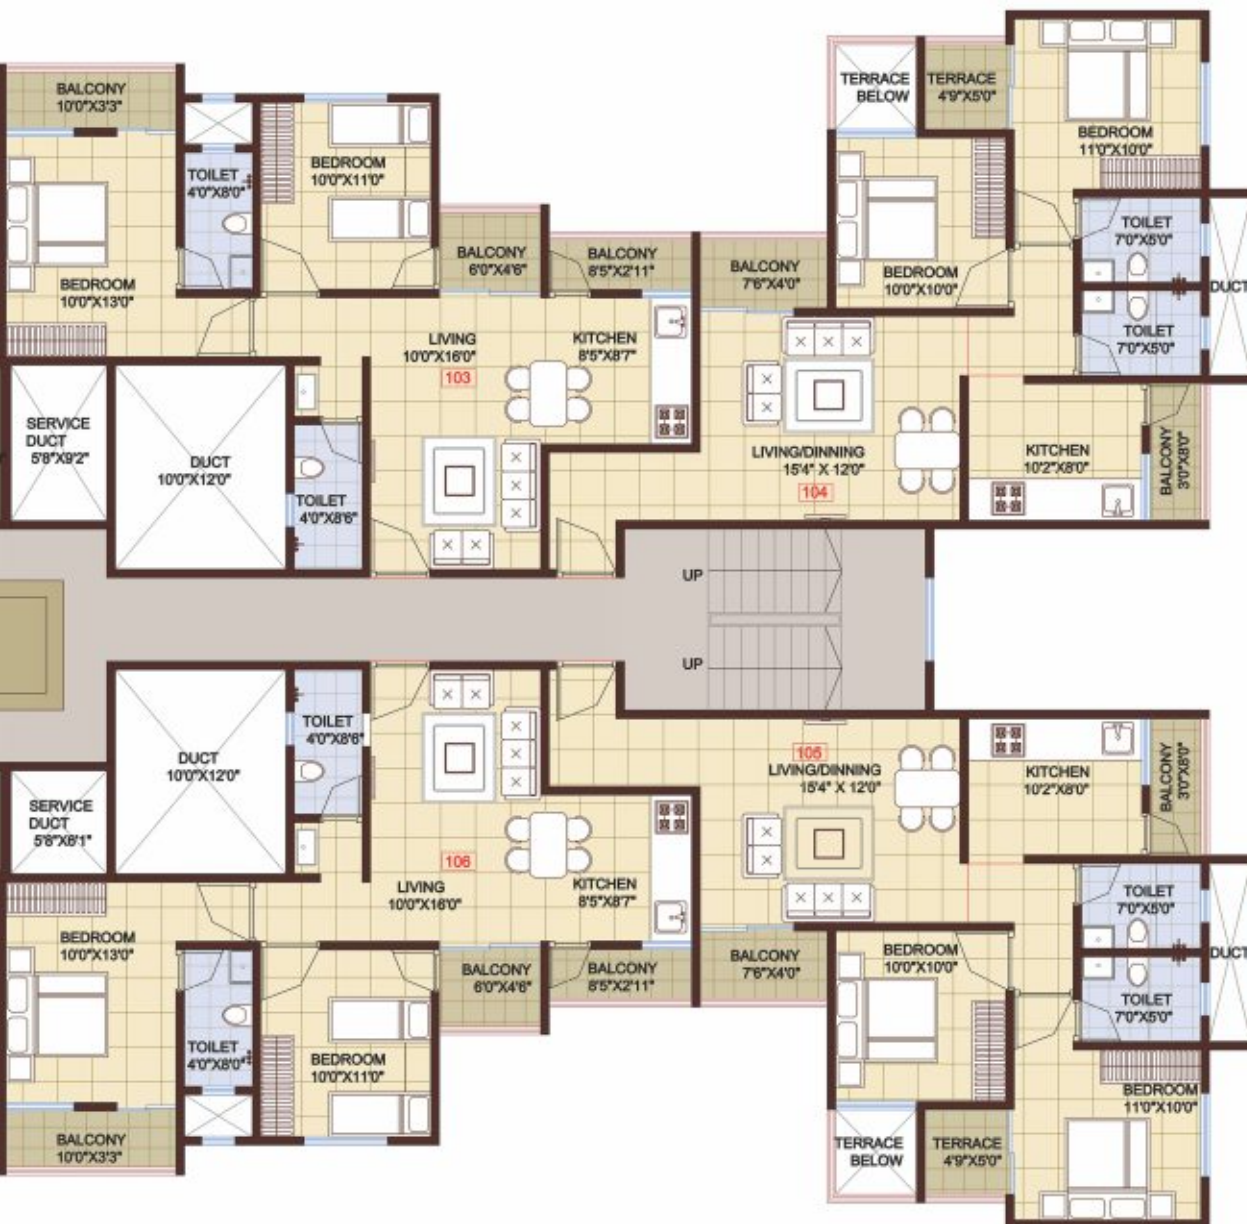 BALCONY
10'0"X3'3"
TOILET
4'0"X8'0"
BEDROOM
10'0"X11'0"
BEDROOM
10'0"X13'0"
BALCONY
6'0"X4'6"
BALCONY
8'5"X2'11"
BALCONY
7'6"X4'0"
TERRACE
BELOW
TERRACE
4'9"X5'0"
BEDROOM
11'0"X10'0"
BEDROOM
10'0"X10'0"
TOILET
7'0"X5'0"
DUCT
TOILET
7'0"X5'0"
LIVING
10'0"X16'0"
103
KITCHEN
8'5"X8'7"
SERVICE
DUCT
5'8"X9'2"
DUCT
10'0"X12'0"
TOILET
4'0"X8'6"
LIVING/DINNING
15'4" X 12'0"
104
KITCHEN
10'2"X8'0"
BALCONY
3'0"X8'0"
UP
UP
DUCT
10'0"X12'0"
TOILET
4'0"X8'6"
SERVICE
DUCT
5'8"X6'1"
105
LIVING/DINNING
15'4" X 12'0"
KITCHEN
10'2"X8'0"
BALCONY
3'0"X8'0"
106
LIVING
10'0"X16'0"
KITCHEN
8'5"X8'7"
BEDROOM
10'0"X13'0"
TOILET
4'0"X8'0"
BEDROOM
10'0"X11'0"
BALCONY
6'0"X4'6"
BALCONY
8'5"X2'11"
BALCONY
7'6"X4'0"
BEDROOM
10'0"X10'0"
TOILET
7'0"X5'0"
DUCT
TOILET
7'0"X5'0"
BEDROOM
11'0"X10'0"
BALCONY
10'0"X3'3"
TERRACE
BELOW
TERRACE
4'9"X5'0"